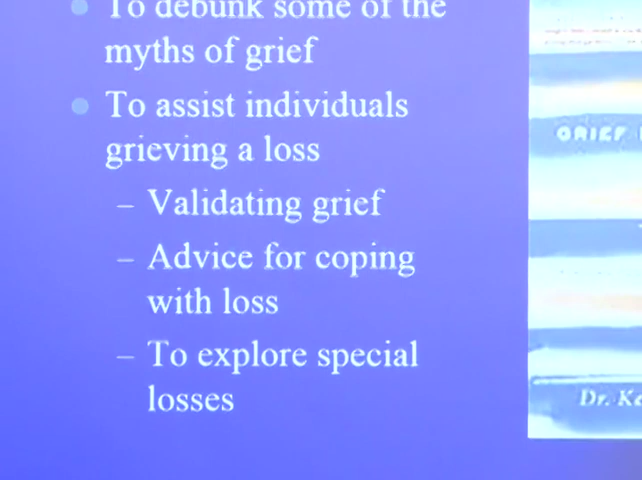 To debunk some of the
myths of grief
To assist individuals
grieving a loss
– Validating grief
– Advice for coping
with loss
– To explore special
losses
GRIEF
Dr.